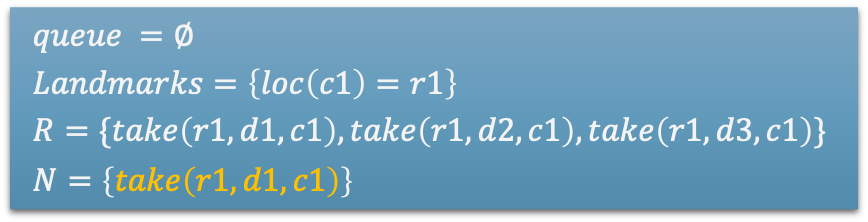 queue = ∅
Landmarks = {loc(c1) = r1}
R = {take(r1, d1, c1), take(r1, d2, c1), take(r1, d3, c1)}
N = {take(r1, d1, c1)}